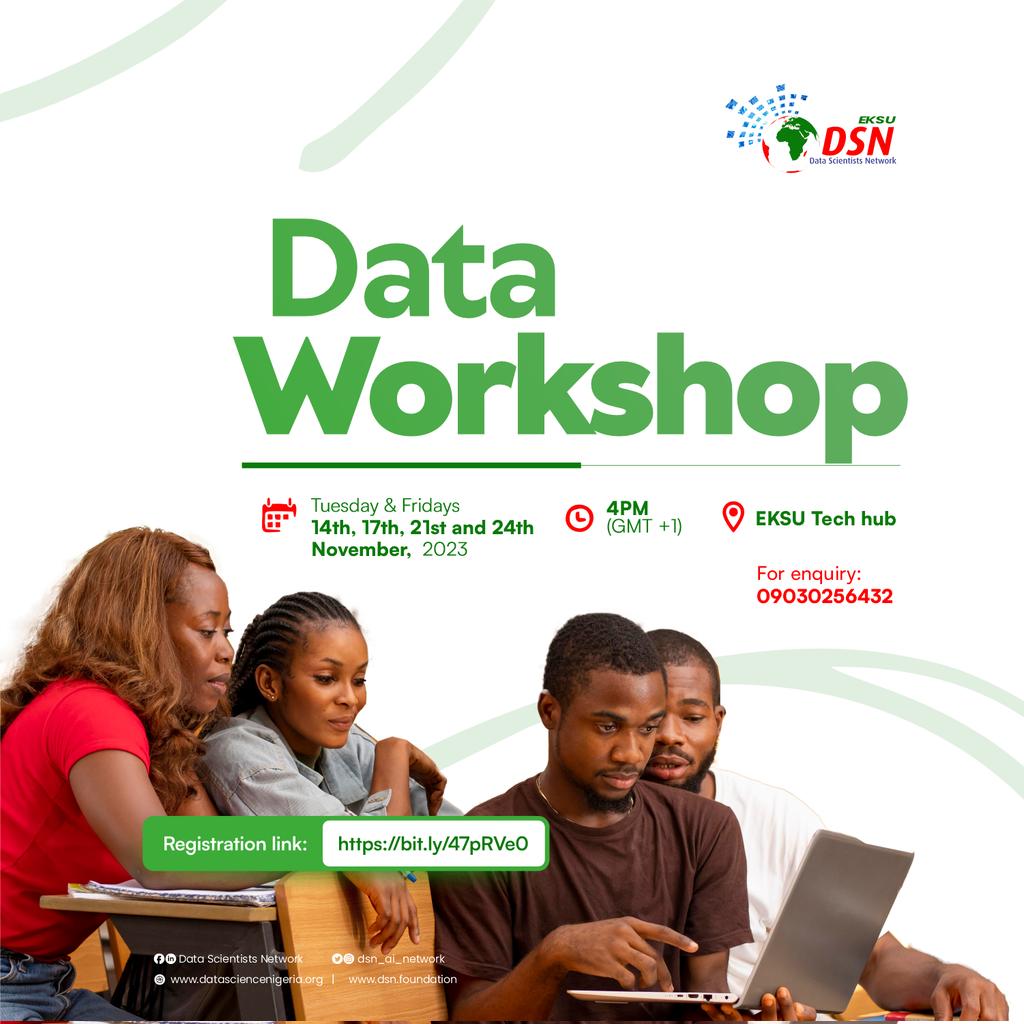 EKSU
DSN
Data Scientists Network
Data
Workshop
Tuesday & Fridays
14th, 17th, 21st and 24th
November, 2023
4PM
(GMT +1)
EKSU Tech hub
For enquiry:
09030256432
Registration link: https://bit.ly/47pRVe0
Data Scientists Network dsn_ai_network
www.datasciencenigeria.org | www.dsn.foundation